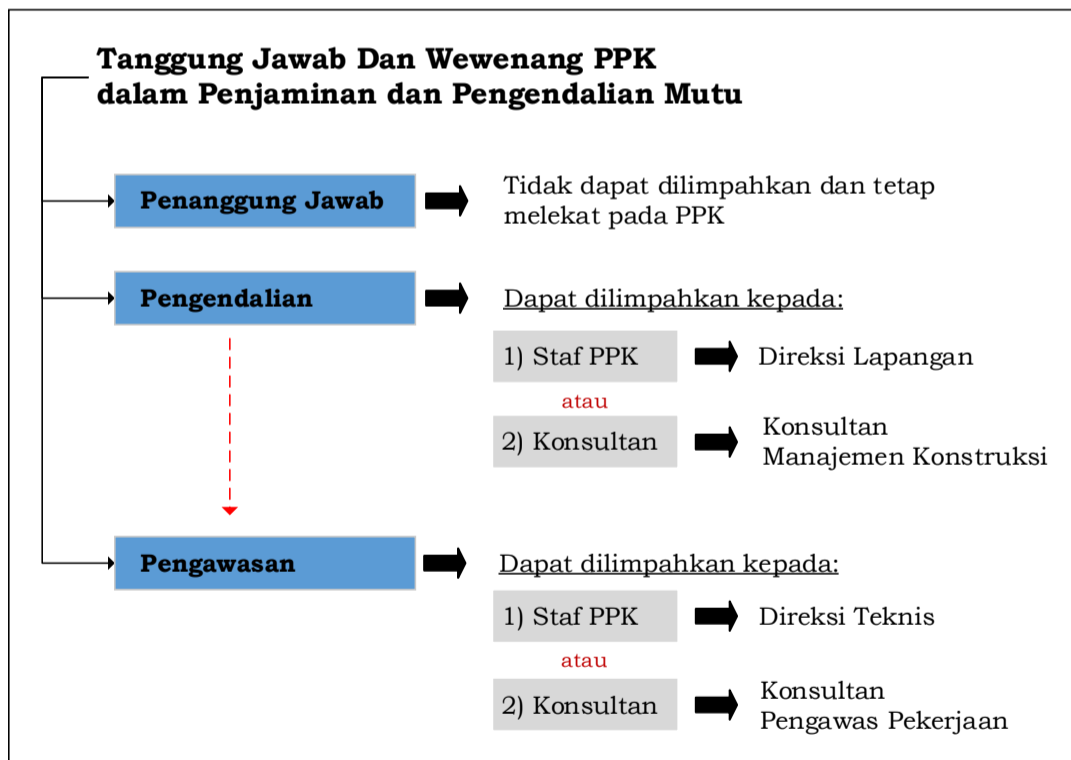 Tanggung Jawab Dan Wewenang PPK
dalam Penjaminan dan Pengendalian Mutu
Penanggung Jawab
Tidak dapat dilimpahkan dan tetap
melekat pada PPK
Pengendalian
Dapat dilimpahkan kepada:
1) Staf PPK
Direksi Lapangan
atau
2) Konsultan
Konsultan
Manajemen Konstruksi
Pengawasan
Dapat dilimpahkan kepada:
1) Staf PPK
Direksi Teknis
atau
2) Konsultan
Konsultan
Pengawas Pekerjaan